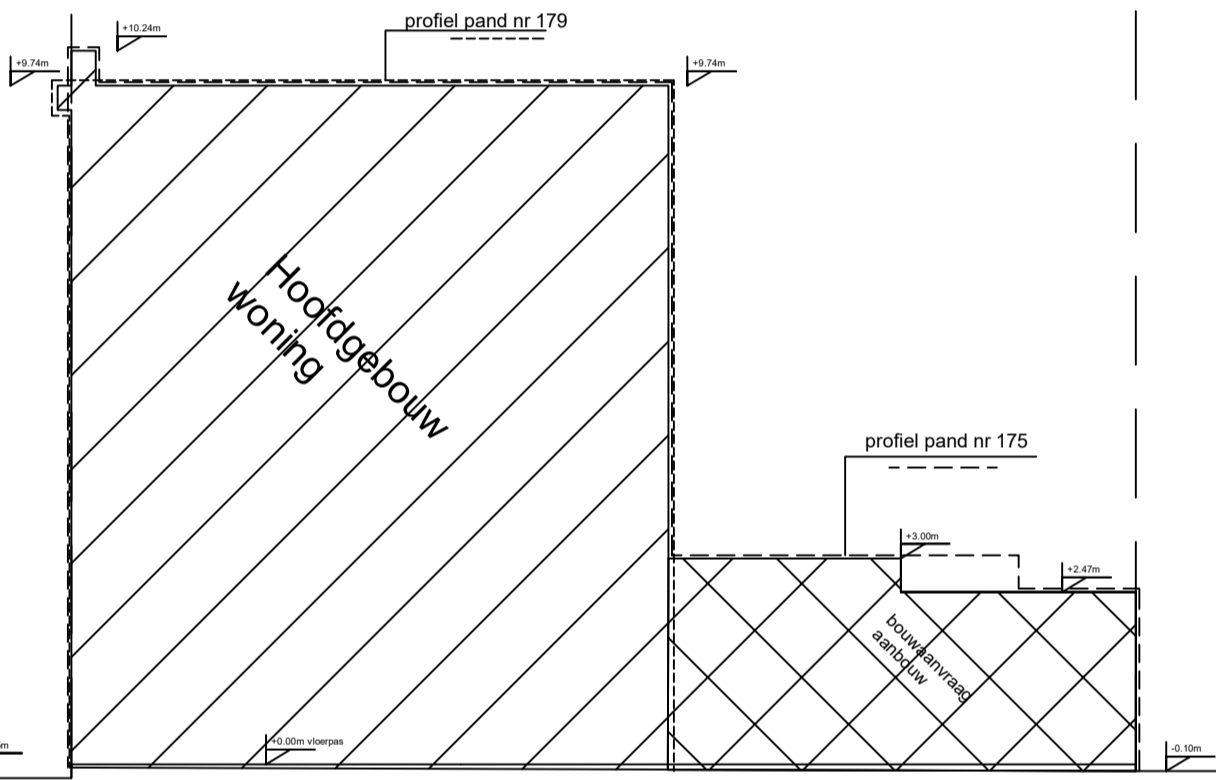 profiel pand nr 179
+10.24m
+9.74m
+9.74m
Hoofdgebouw
woning
profiel pand nr 175
+3.00m
+2.47m
bouwaanvraag
aanbouw
+0.00m vloerpas
-0.10m